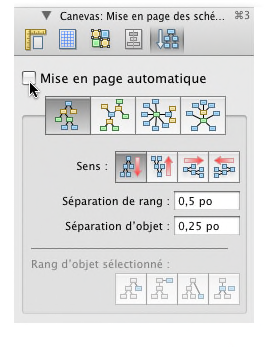 Canevas: Mise en page des sché... ⌘3
Mise en page automatique
Sens :
Séparation de rang : 0,5 po
Séparation d'objet : 0,25 po
Rang d'objet sélectionné :